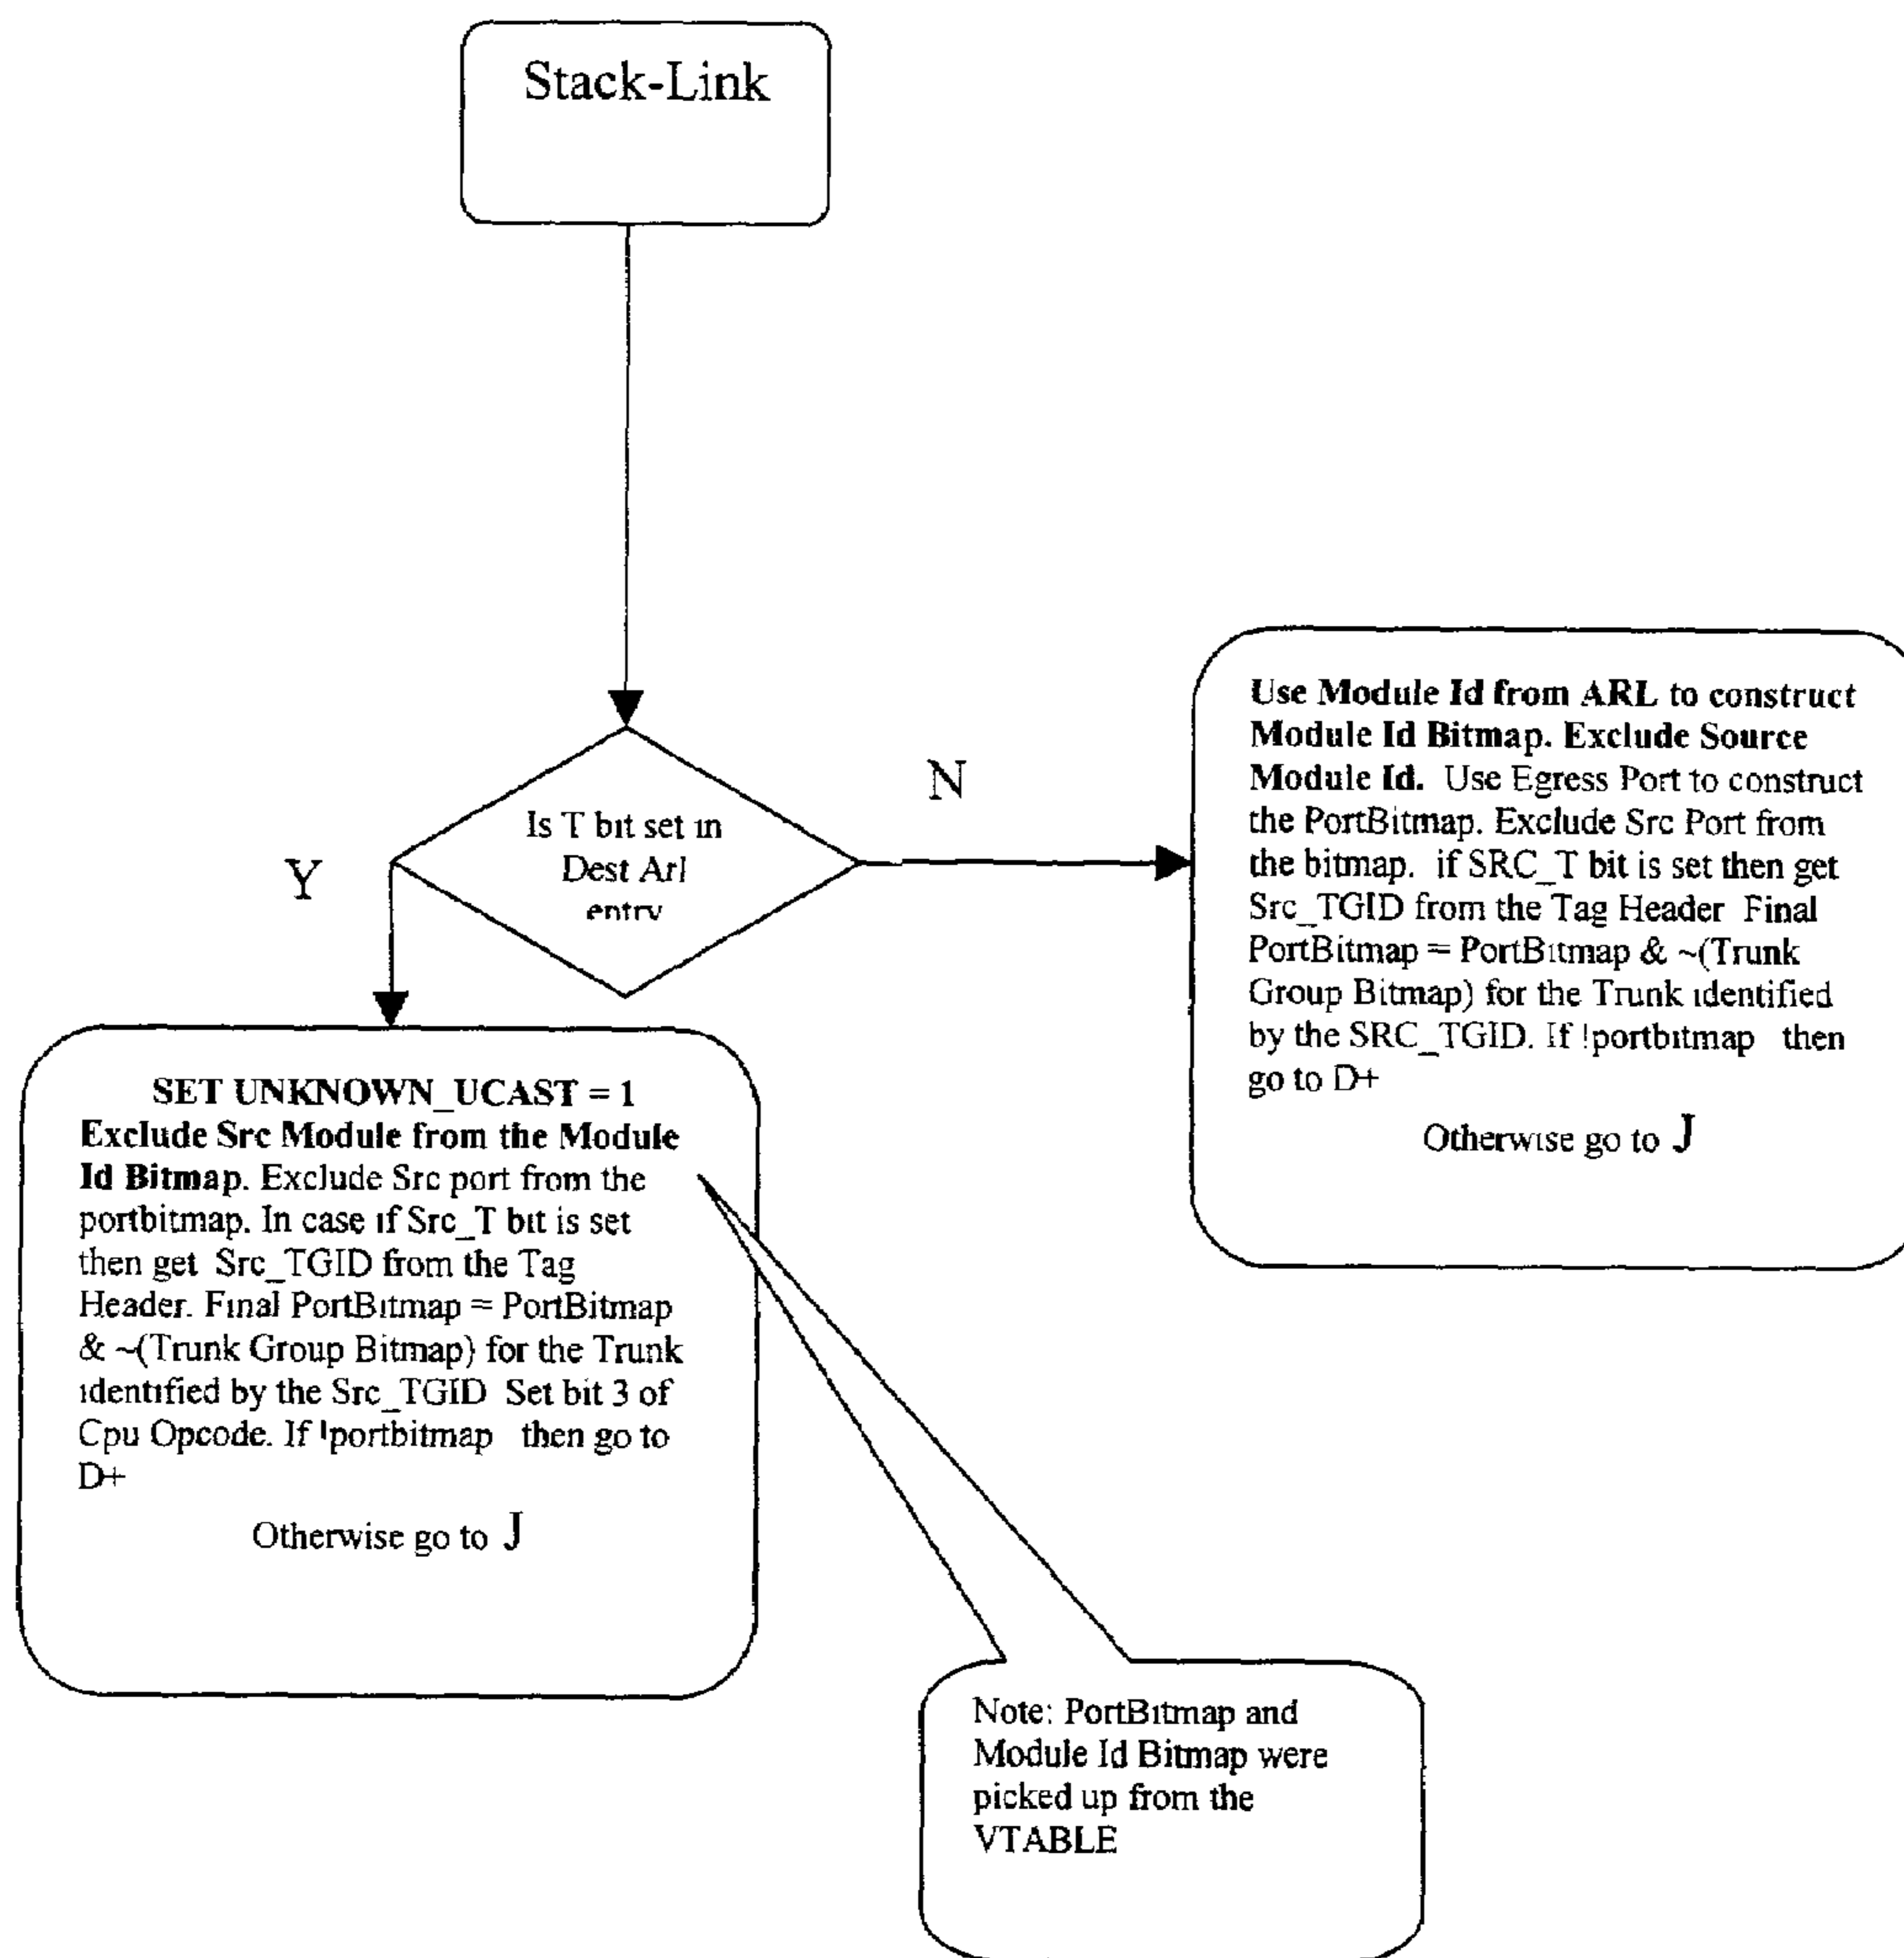 Stack-Link
Is T bit set in
Dest Arl
entry
Y
N
Use Module Id from ARL to construct
Module Id Bitmap. Exclude Source
Module Id. Use Egress Port to construct
the PortBitmap. Exclude Src Port from
the bitmap. if SRC_T bit is set then get
Src_TGID from the Tag Header Final
PortBitmap = PortBitmap & ~(Trunk
Group Bitmap) for the Trunk identified
by the SRC_TGID. If !portbitmap then
go to D+
Otherwise go to J
SET UNKNOWN_UCAST = 1
Exclude Src Module from the Module
Id Bitmap. Exclude Src port from the
portbitmap. In case if Src_T bit is set
then get Src_TGID from the Tag
Header. Final PortBitmap = PortBitmap
& ~(Trunk Group Bitmap) for the Trunk
identified by the Src_TGID Set bit 3 of
Cpu Opcode. If !portbitmap then go to
D+
Otherwise go to J
Note: PortBitmap and
Module Id Bitmap were
picked up from the
VTABLE